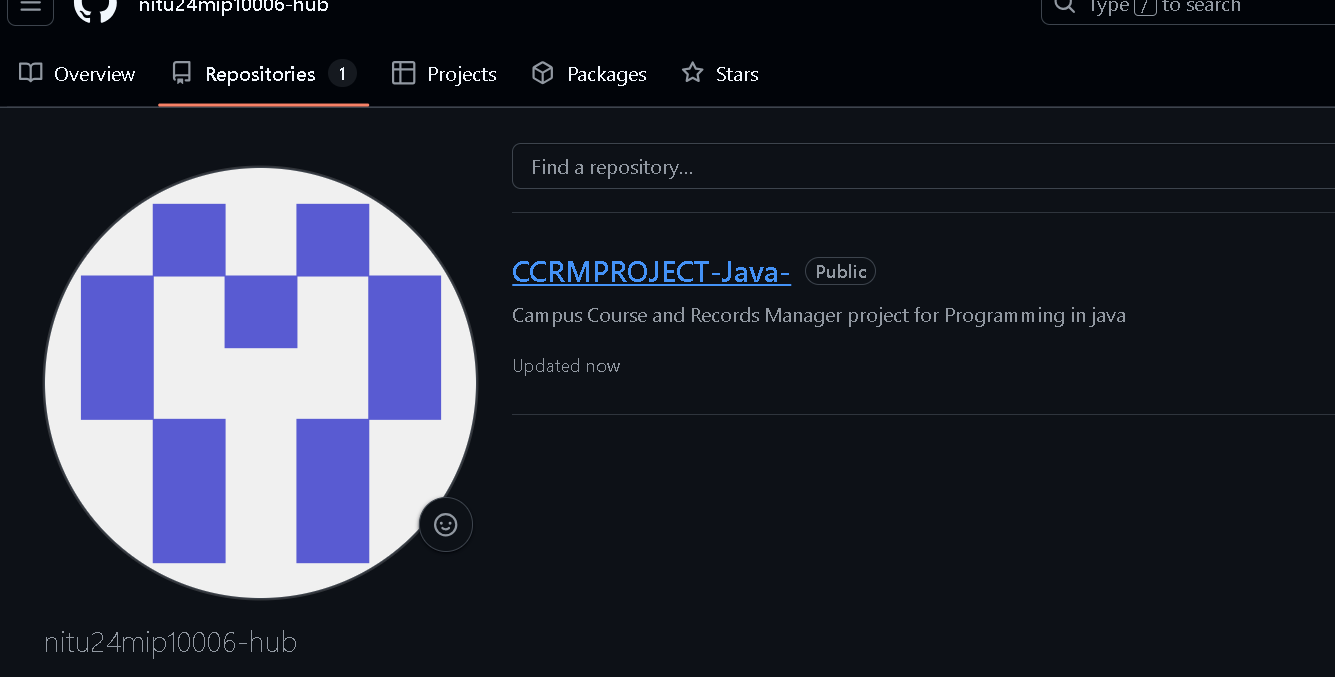 nitu24mip10006-hub
Type / to search
Overview
Repositories 1
Projects
Packages
Stars
Find a repository...
CCRMPROJECT-Java- Public
Campus Course and Records Manager project for Programming in java
Updated now
nitu24mip10006-hub